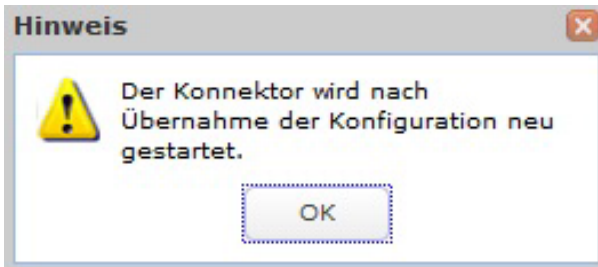 Hinweis
Der Konnektor wird nach
Übernahme der Konfiguration neu
gestartet.
OK